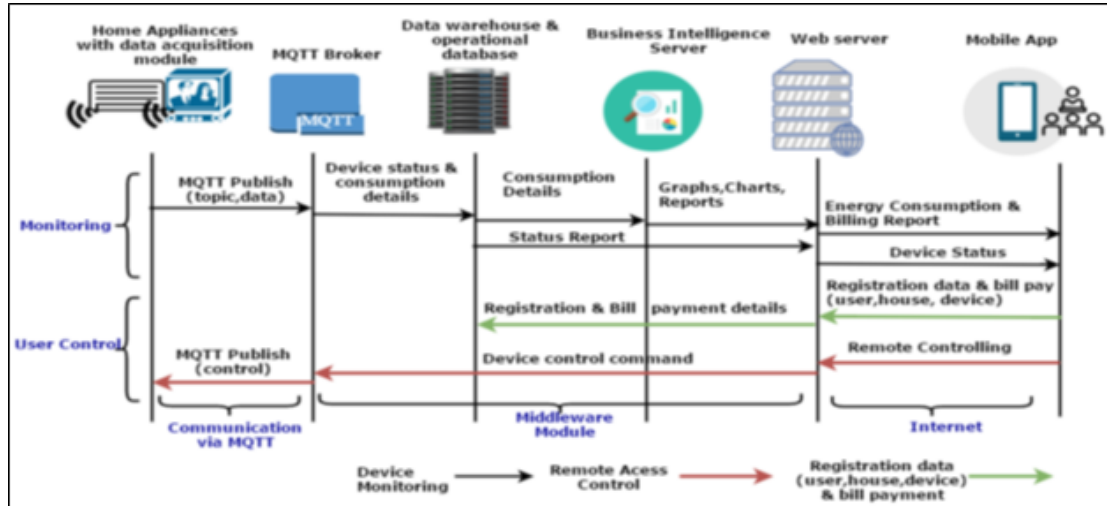 Home Appliances
with data acquisition
module
MQTT Broker
MQTT
Data warehouse &
operational
database
Business Intelligence
Server
Web server
Mobile App
Monitoring
MQTT Publish
(topic,data)
Device status &
consumption
details
Consumption
Details
Graphs,Charts,
Reports
Energy Consumption &
Billing Report
Status Report
Device Status
User Control
Registration data & bill pay
(user,house, device)
Registration & Bill payment details
Remote Controlling
Device control command
MQTT Publish
(control)
Communication
via MQTT
Middleware
Module
Internet
Device
Monitoring
Remote Acess
Control
Registration data
(user,house,device)
& bill payment